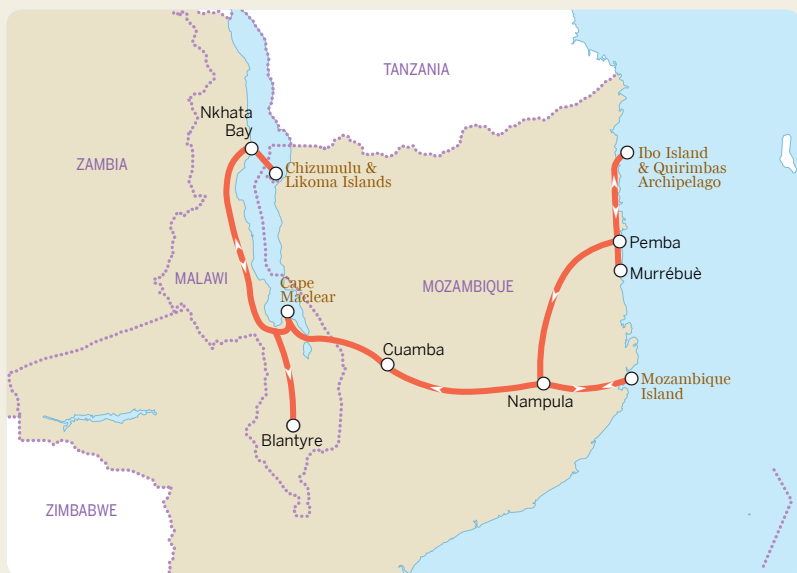 TANZANIA
Nkhata
Bay
ZAMBIA
Chizumulu &
Likoma Islands
Ibo Island
& Quirimbas
Archipelago
Pemba
Murrébuè
MALAWI
MOZAMBIQUE
Cape
Maclear
Cuamba
Mozambique
Island
Nampula
Blantyre
ZIMBABWE